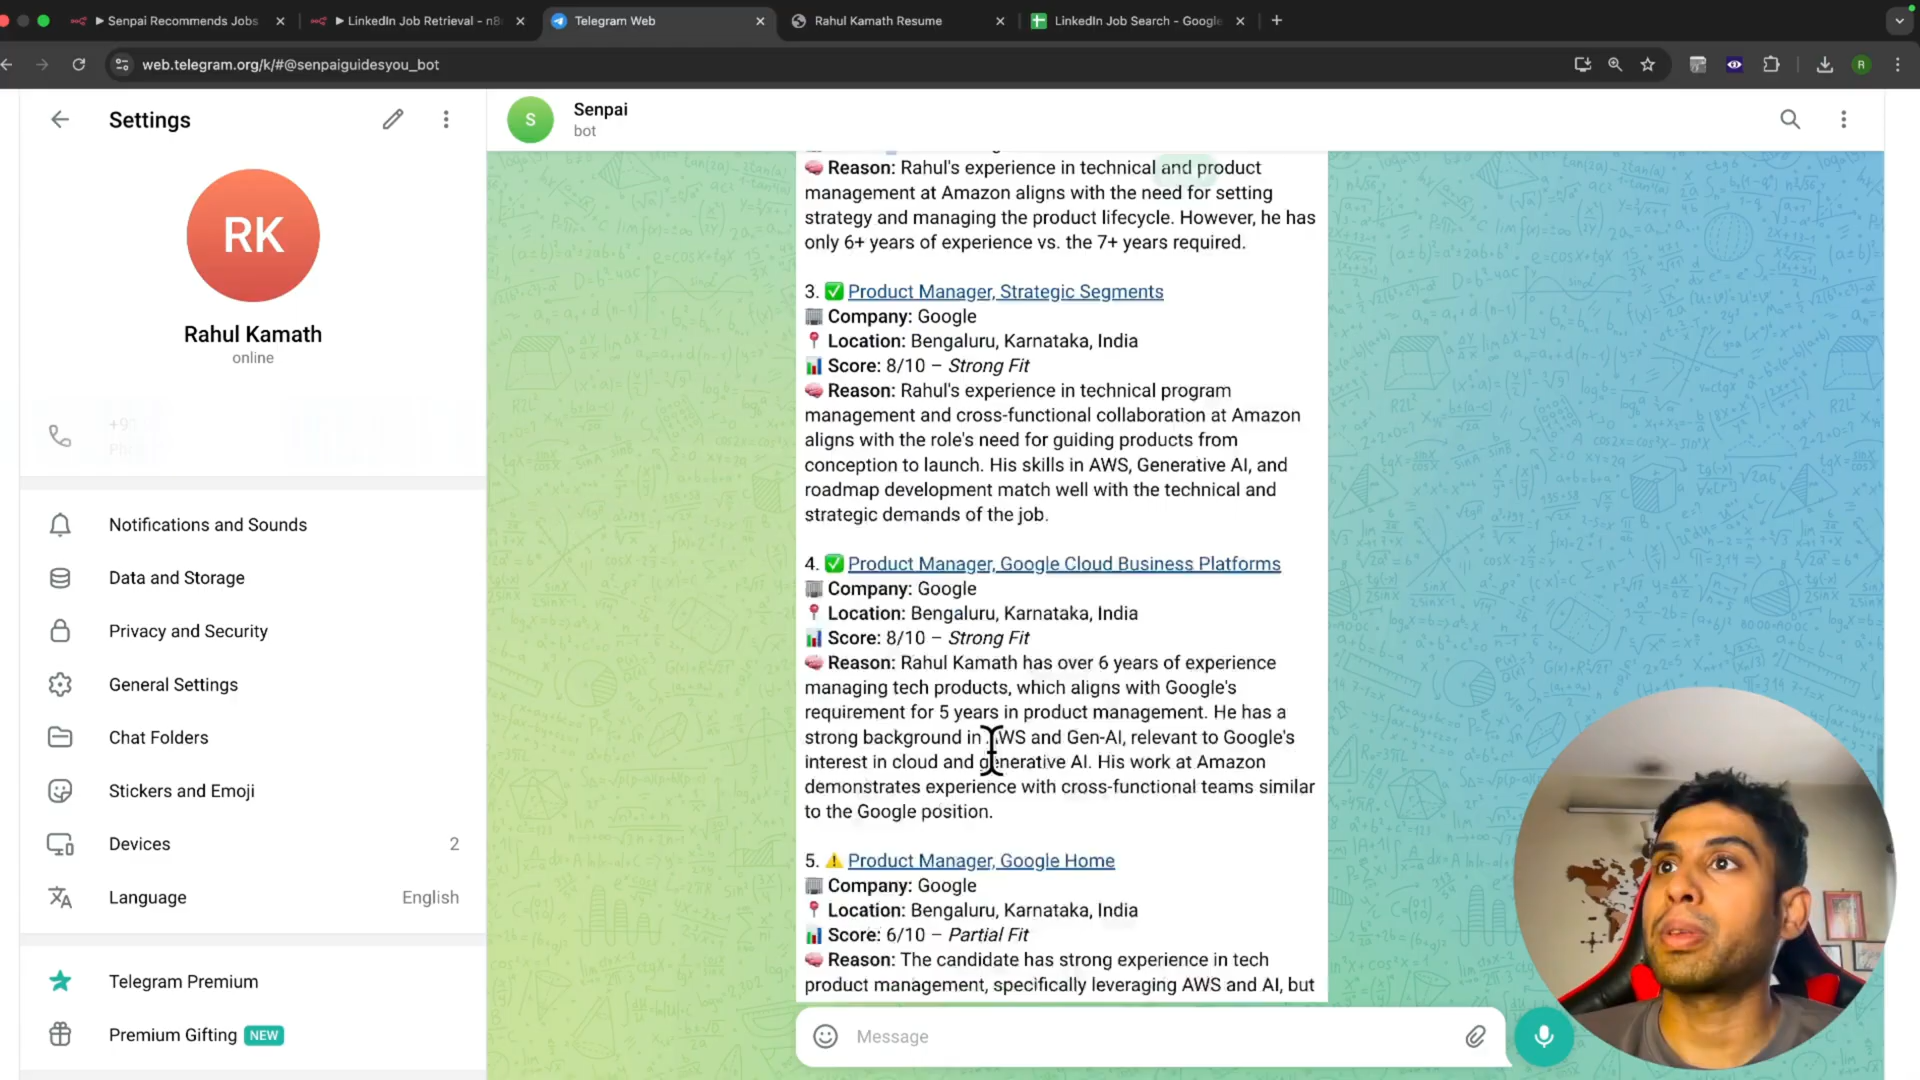 Senpai Recommends Jobs
LinkedIn Job Retrieval - n8
Telegram Web
Rahul Kamath Resume
LinkedIn Job Search - Google
web.telegram.org/k/#@senpaiguidesyou_bot
R
Settings
RK
Rahul Kamath
online
+9
Notifications and Sounds
Data and Storage
Privacy and Security
General Settings
Chat Folders
Stickers and Emoji
Devices 2
Language English
Telegram Premium
Premium Gifting NEW
S
Senpai
bot
🧠 Reason: Rahul's experience in technical and product
management at Amazon aligns with the need for setting
strategy and managing the product lifecycle. However, he has
only 6+ years of experience vs. the 7+ years required.
3. ✅ Product Manager, Strategic Segments
🏢 Company: Google
📍 Location: Bengaluru, Karnataka, India
📊 Score: 8/10 – Strong Fit
🧠 Reason: Rahul's experience in technical program
management and cross-functional collaboration at Amazon
aligns with the role's need for guiding products from
conception to launch. His skills in AWS, Generative AI, and
roadmap development match well with the technical and
strategic demands of the job.
4. ✅ Product Manager, Google Cloud Business Platforms
🏢 Company: Google
📍 Location: Bengaluru, Karnataka, India
📊 Score: 8/10 – Strong Fit
🧠 Reason: Rahul Kamath has over 6 years of experience
managing tech products, which aligns with Google's
requirement for 5 years in product management. He has a
strong background in AWS and Gen-AI, relevant to Google's
interest in cloud and generative AI. His work at Amazon
demonstrates experience with cross-functional teams similar
to the Google position.
5. ⚠️ Product Manager, Google Home
🏢 Company: Google
📍 Location: Bengaluru, Karnataka, India
📊 Score: 6/10 – Partial Fit
🧠 Reason: The candidate has strong experience in tech
product management, specifically leveraging AWS and AI, but
Message